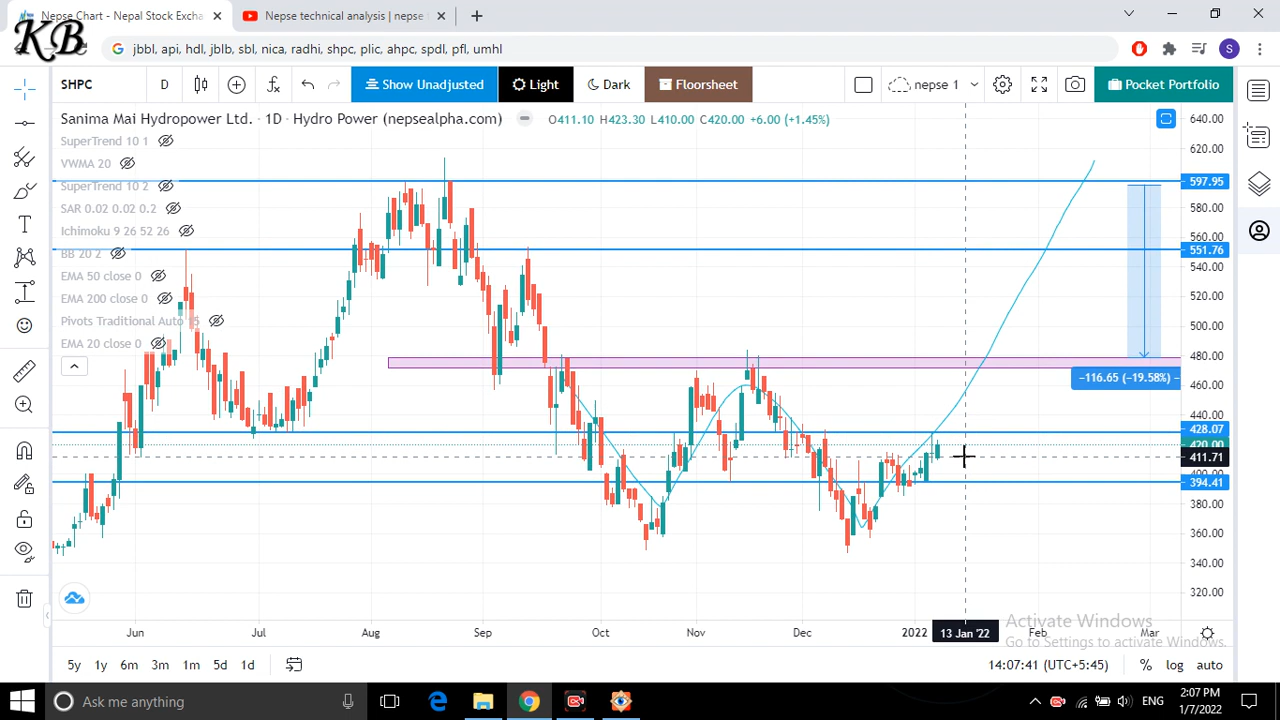 Nepse Chart - Nepal Stock Excha
Nepse technical analysis | nepse
KB
jbbl, api, hdl, jblb, sbl, nica, radhi, shpc, plic, ahpc, spdl, pfl, umhl
S
SHPC
D
Show Unadjusted
Light
Dark
Floorsheet
nepse 1
Pocket Portfolio
Sanima Mai Hydropower Ltd. · 1D · Hydro Power (nepsealpha.com)
O411.10 H423.30 L410.00 C420.00 +6.00 (+1.45%)
SuperTrend 10 1
VWMA 20
SuperTrend 10 2
SAR 0.02 0.02 0.2
Ichimoku 9 26 52 26
BB 20 2
EMA 50 close 0
EMA 200 close 0
Pivots Traditional Auto 15
EMA 20 close 0
640.00
620.00
597.95
580.00
560.00
551.76
540.00
520.00
500.00
480.00
−116.65 (−19.58%) −
460.00
440.00
428.07
420.00
411.71
400.00
394.41
380.00
360.00
340.00
320.00
Jun
Jul
Aug
Sep
Oct
Nov
Dec
2022
13 Jan '22
Feb
Mar
Activate Windows
Go to Settings to activate Windows.
5y
1y
6m
3m
1m
5d
1d
14:07:41 (UTC+5:45)
%
log
auto
Ask me anything
ENG
2:07 PM
1/7/2022